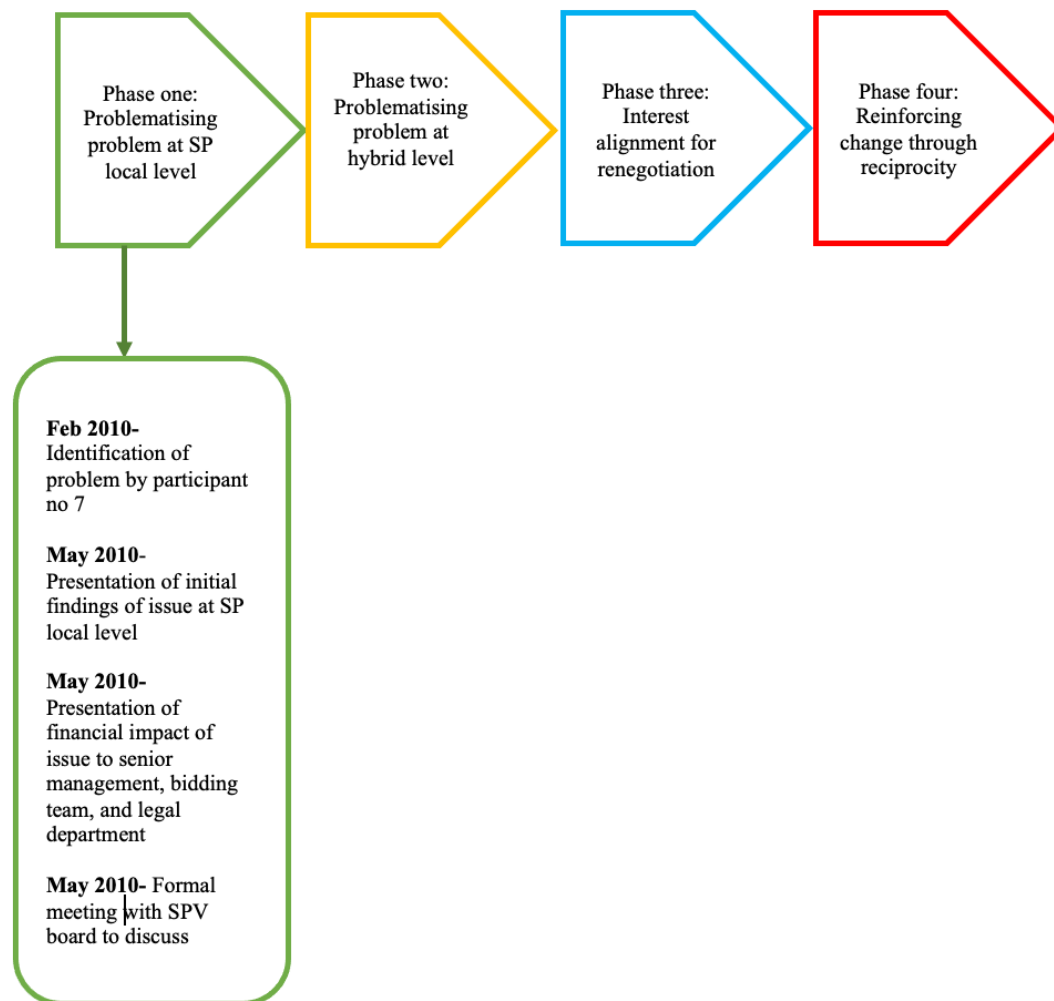 Phase one:
Problematising
problem at SP
local level
Phase two:
Problematising
problem at
hybrid level
Phase three:
Interest
alignment for
renegotiation
Phase four:
Reinforcing
change through
reciprocity
Feb 2010-
Identification of
problem by participant
no 7
May 2010-
Presentation of initial
findings of issue at SP
local level
May 2010-
Presentation of
financial impact of
issue to senior
management, bidding
team, and legal
department
May 2010- Formal
meeting with SPV
board to discuss